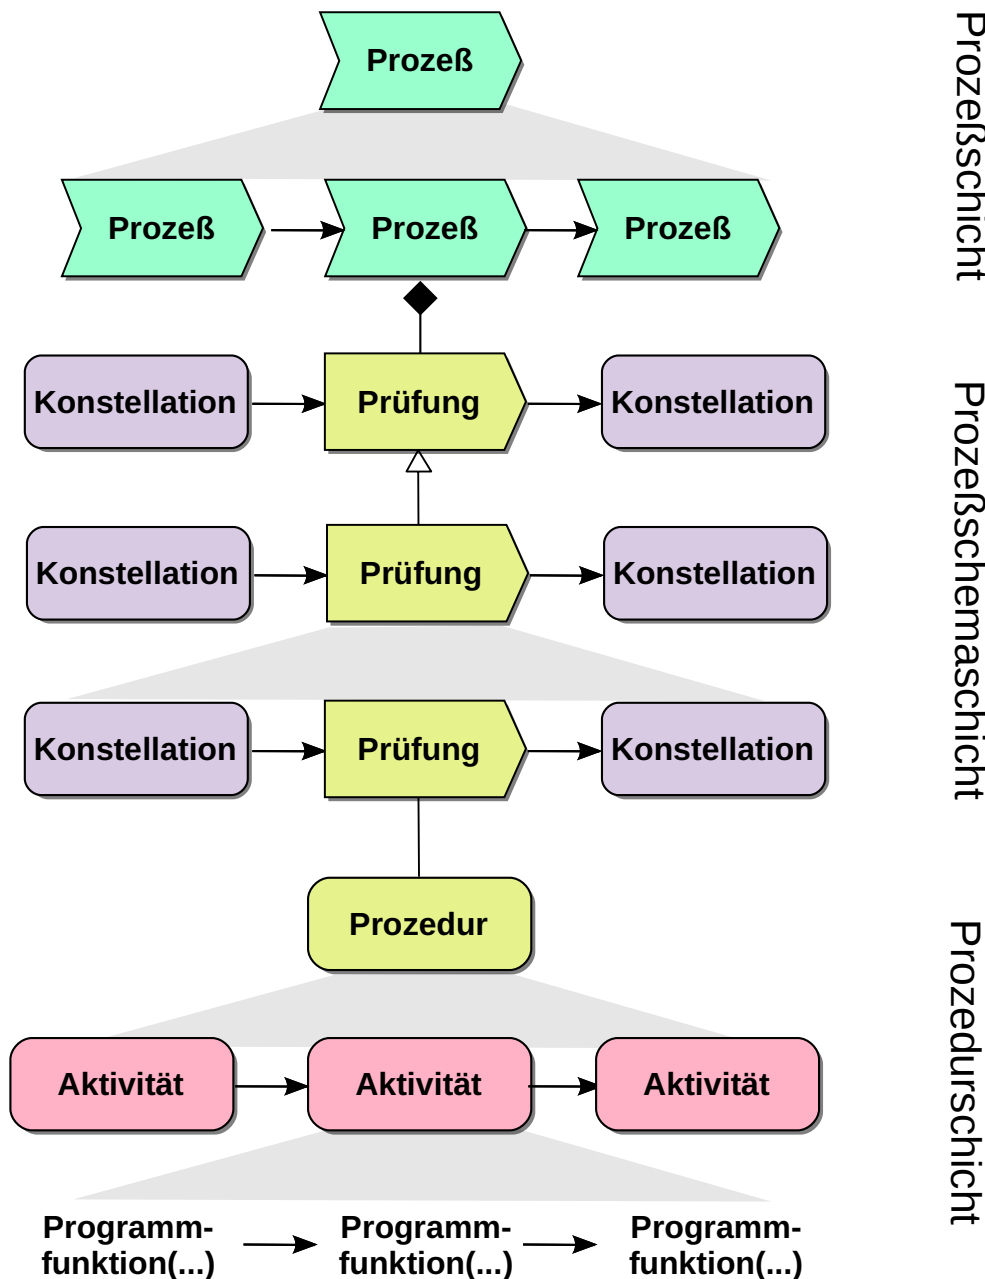 Prozeß
Prozeßschicht
Prozeß
Prozeß
Prozeß
Konstellation
Prüfung
Konstellation
Prozeßschemaschicht
Konstellation
Prüfung
Konstellation
Konstellation
Prüfung
Konstellation
Prozedur
Prozedurschicht
Aktivität
Aktivität
Aktivität
Programm-
funktion(...)
Programm-
funktion(...)
Programm-
funktion(...)